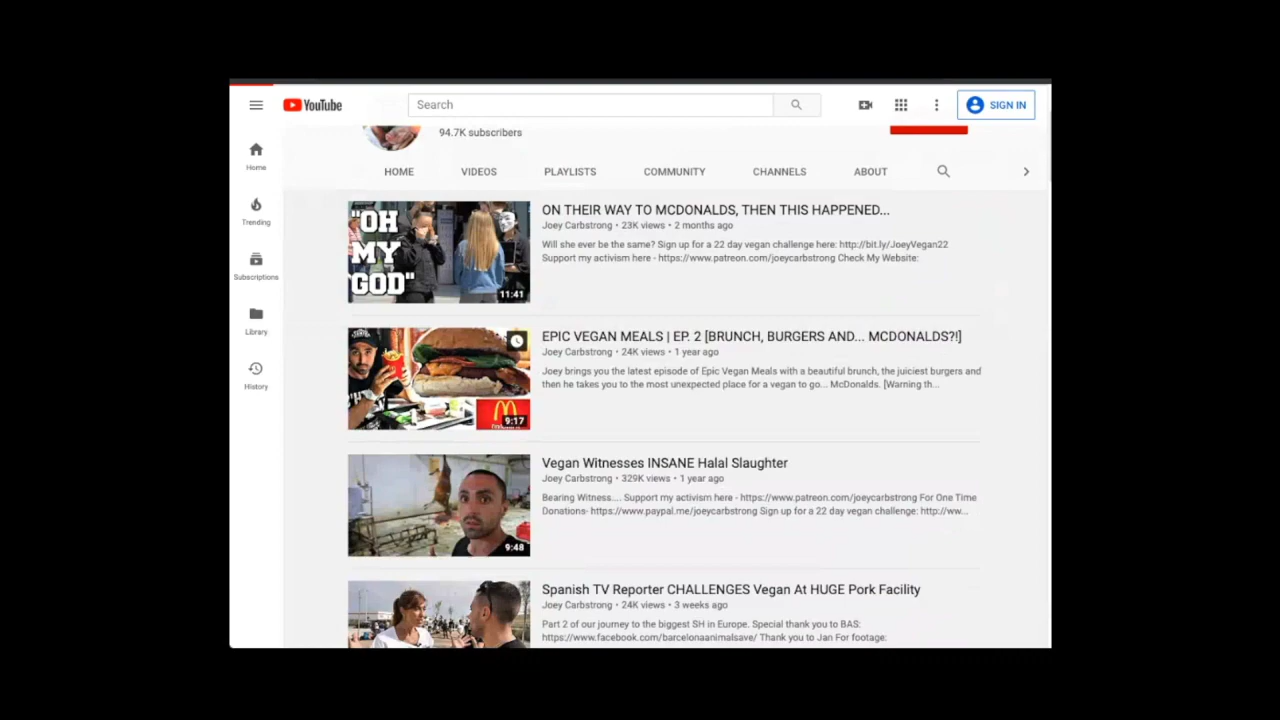 YouTube
Search
SIGN IN
94.7K subscribers
Home
Trending
Subscriptions
Library
History
HOME
VIDEOS
PLAYLISTS
COMMUNITY
CHANNELS
ABOUT
"OH
MY
GOD"
11:41
ON THEIR WAY TO MCDONALDS, THEN THIS HAPPENED...
Joey Carbstrong • 23K views • 2 months ago
Will she ever be the same? Sign up for a 22 day vegan challenge here: http://bit.ly/JoeyVegan22
Support my activism here - https://www.patreon.com/joeycarbstrong Check My Website:
9:17
EPIC VEGAN MEALS | EP. 2 [BRUNCH, BURGERS AND... MCDONALDS?!]
Joey Carbstrong • 24K views • 1 year ago
Joey brings you the latest episode of Epic Vegan Meals with a beautiful brunch, the juiciest burgers and
then he takes you to the most unexpected place for a vegan to go... McDonalds. [Warning th...
9:48
Vegan Witnesses INSANE Halal Slaughter
Joey Carbstrong • 329K views • 1 year ago
Bearing Witness.... Support my activism here - https://www.patreon.com/joeycarbstrong For One Time
Donations- https://www.paypal.me/joeycarbstrong Sign up for a 22 day vegan challenge: http://ww...
Spanish TV Reporter CHALLENGES Vegan At HUGE Pork Facility
Joey Carbstrong • 24K views • 3 weeks ago
Part 2 of our journey to the biggest SH in Europe. Special thank you to BAS:
https://www.facebook.com/barcelonaanimalsave/ Thank you to Jan For footage: